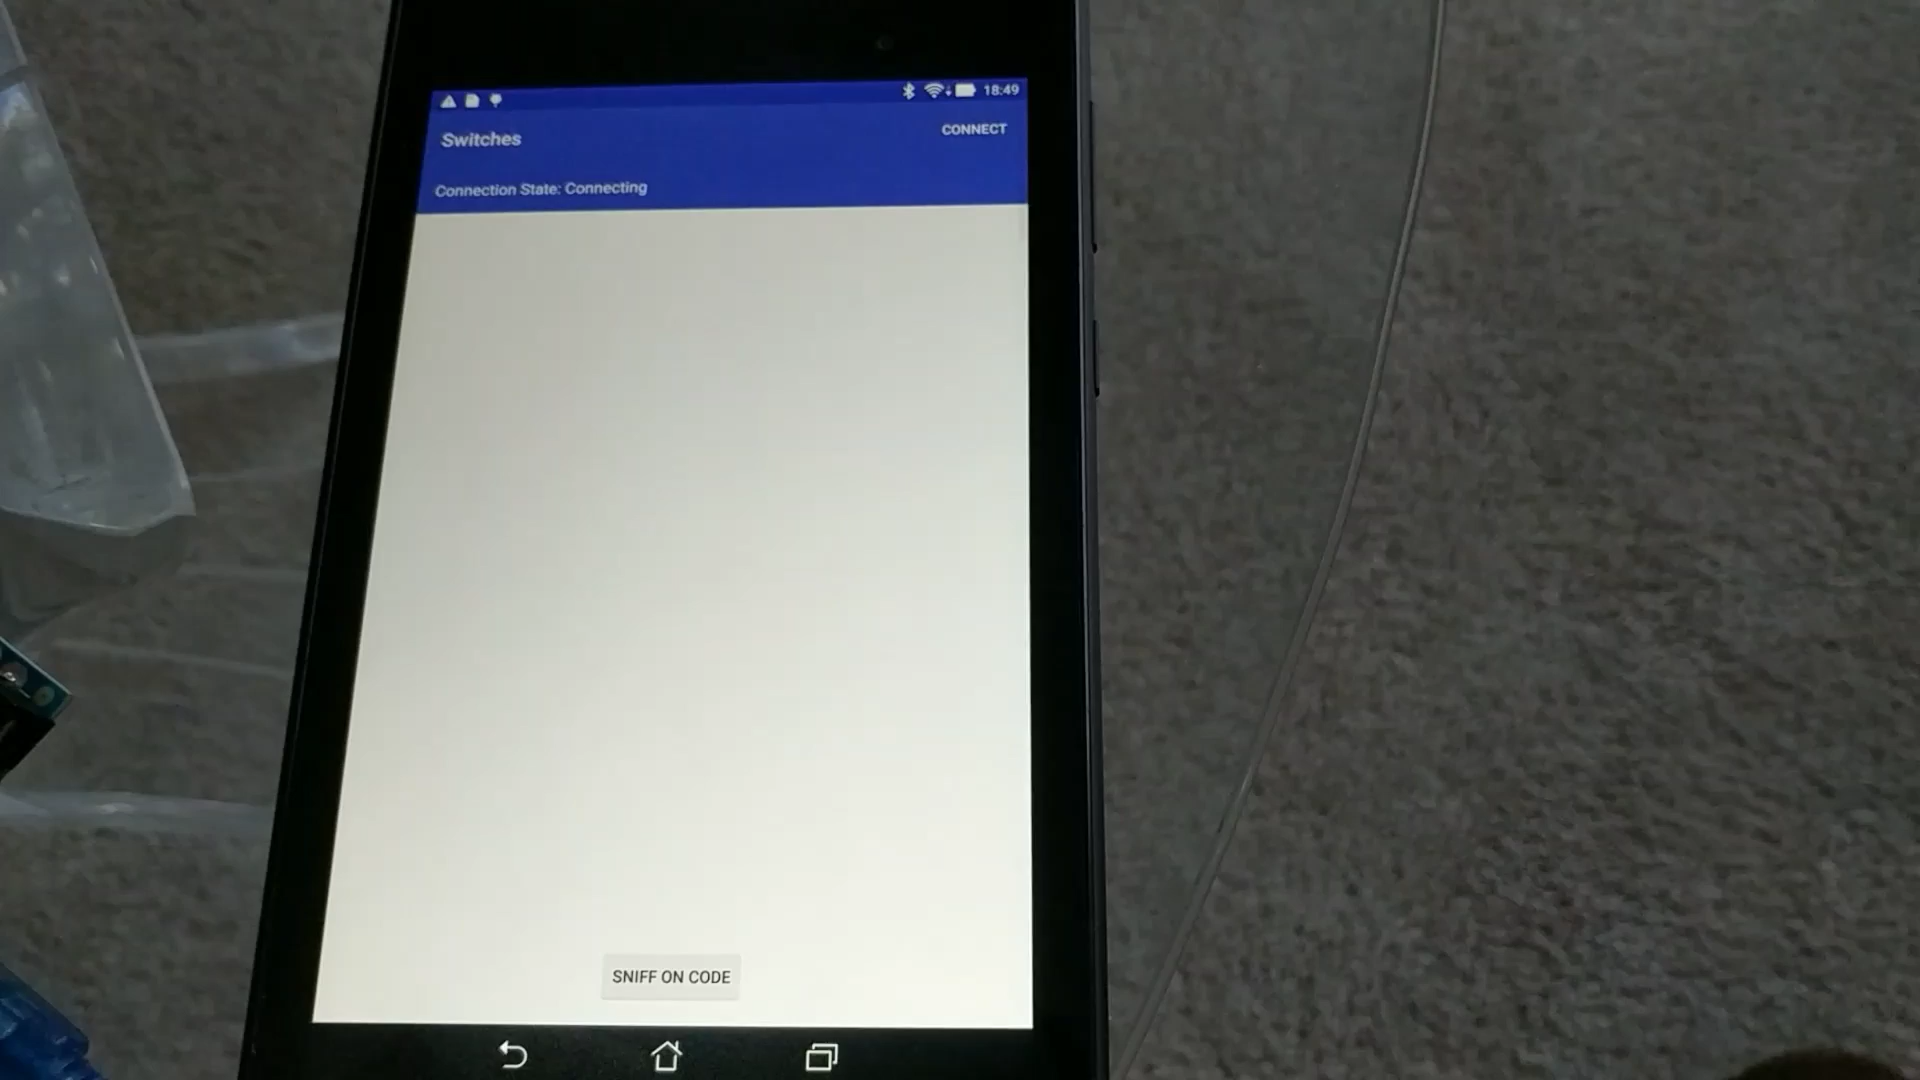 18:49
Switches
CONNECT
Connection State: Connecting
SNIFF ON CODE